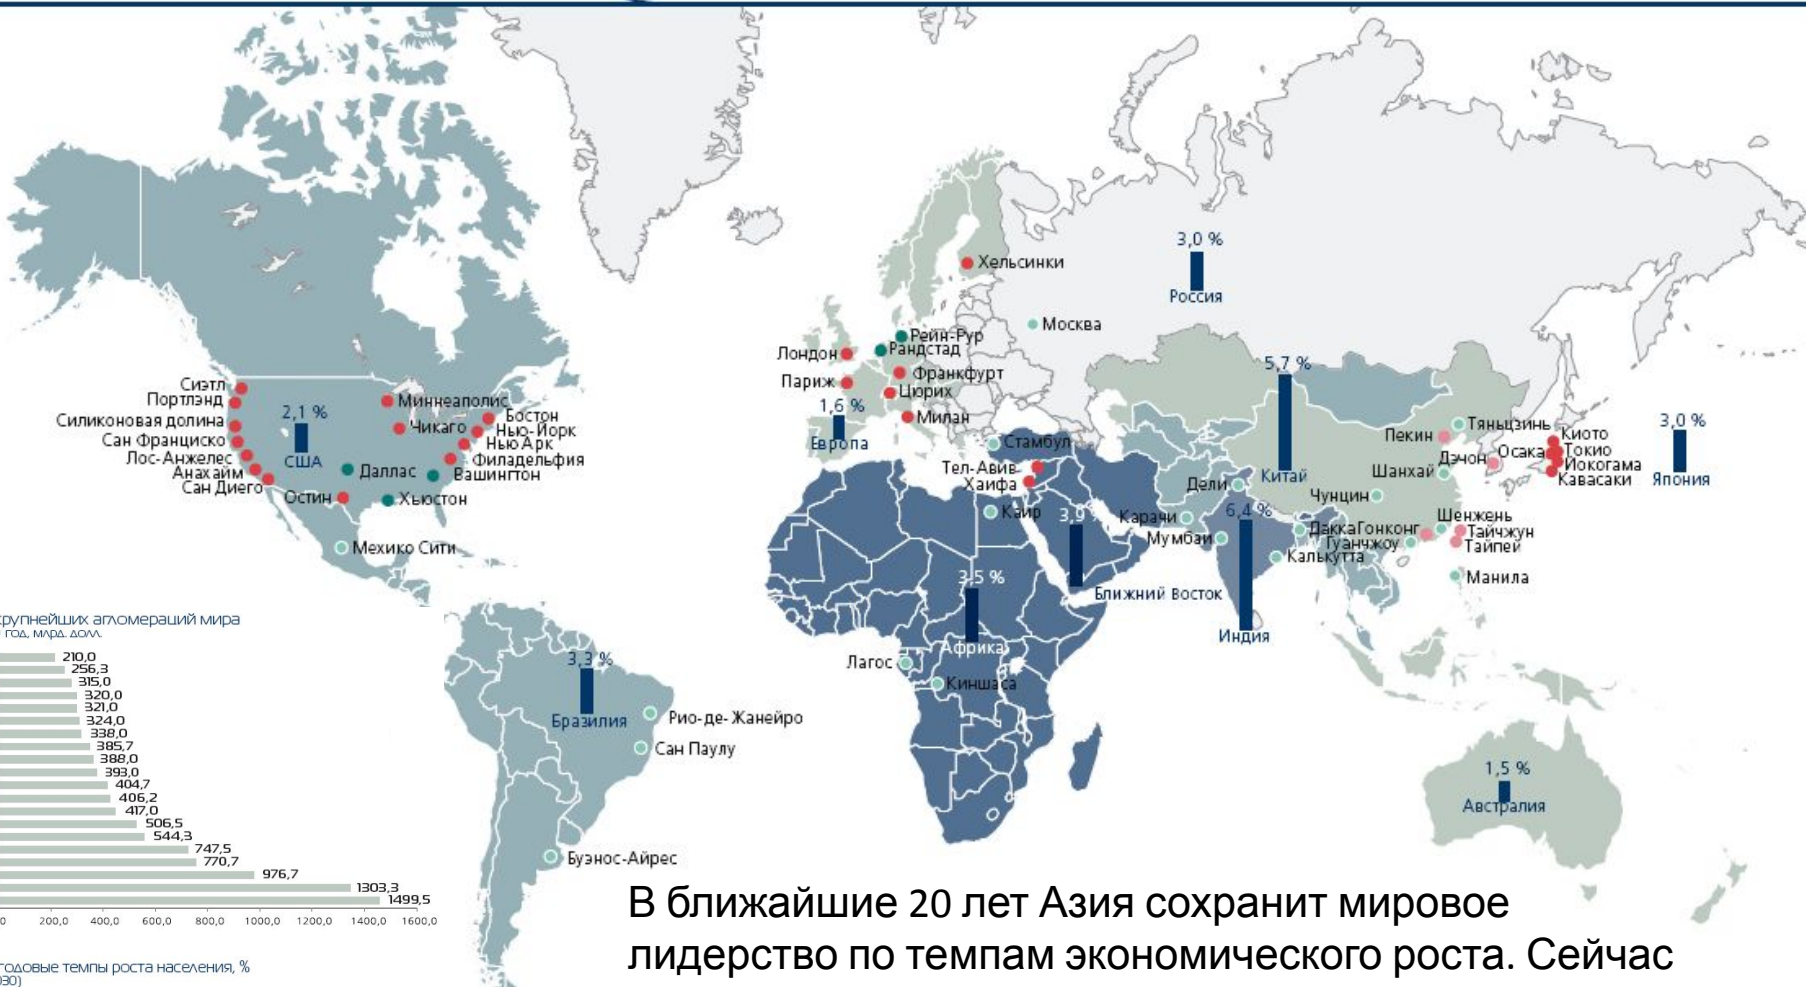 Хельсинки
3,0 %
Россия
Москва
Рейн-Рур
Рандстад
Лондон
Франкфурт
Париж
Цюрих
1,6 %
Милан
Европа
Стамбул
Тел-Авив
Хаифа
Каир
3,9 %
Ближний Восток
3,5 %
Африка
Лагос
Киншаса
Сиэтл
Портлэнд
Силиконовая долина
Сан Франциско
Лос-Анжелес
Анахайм
Сан Диего
2,1 %
США
Миннеаполис
Чикаго
Бостон
Нью-Йорк
Нью Арк
Филадельфия
Вашингтон
Даллас
Остин
Хьюстон
Мехико Сити
3,3 %
Бразилия
Рио-де-Жанейро
Сан Паулу
Буэнос-Айрес
5,7 %
Китай
Пекин
Тяньцзинь
Дэчон
Осака
Киото
Токио
Йокогама
Кавасаки
3,0 %
Япония
Шанхай
Чунцин
Дели
Карачи
Мумбаи
6,4 %
Индия
Дакка
Гонконг
Гуанчжоу
Калькутта
Шенжень
Тайчжун
Тайпей
Манила
1,5 %
Австралия
крупнейших агломераций мира
год, млрд. долл.
210,0
256,3
315,0
320,0
321,0
324,0
338,0
385,7
388,0
393,0
404,7
406,2
417,0
506,5
544,3
747,5
770,7
976,7
1303,3
1499,5
0 200,0 400,0 600,0 800,0 1000,0 1200,0 1400,0 1600,0
годовые темпы роста населения, %
030)
В ближайшие 20 лет Азия сохранит мировое
лидерство по темпам экономического роста. Сейчас